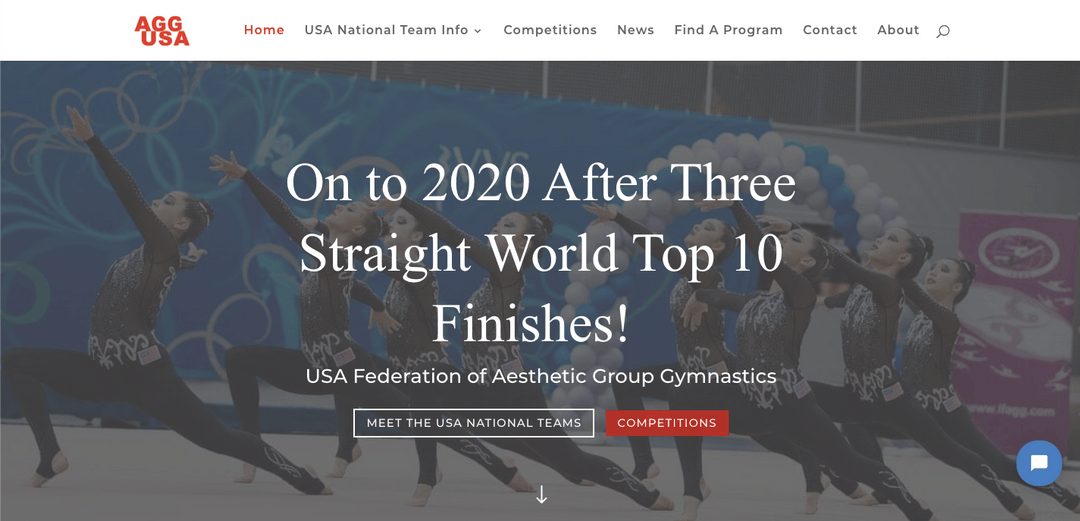 AGG
USA
Home USA National Team Info Competitions News Find A Program Contact About
On to 2020 After Three
Straight World Top 10
Finishes!
USA Federation of Aesthetic Group Gymnastics
MEET THE USA NATIONAL TEAMS COMPETITIONS
www.ifagg.com